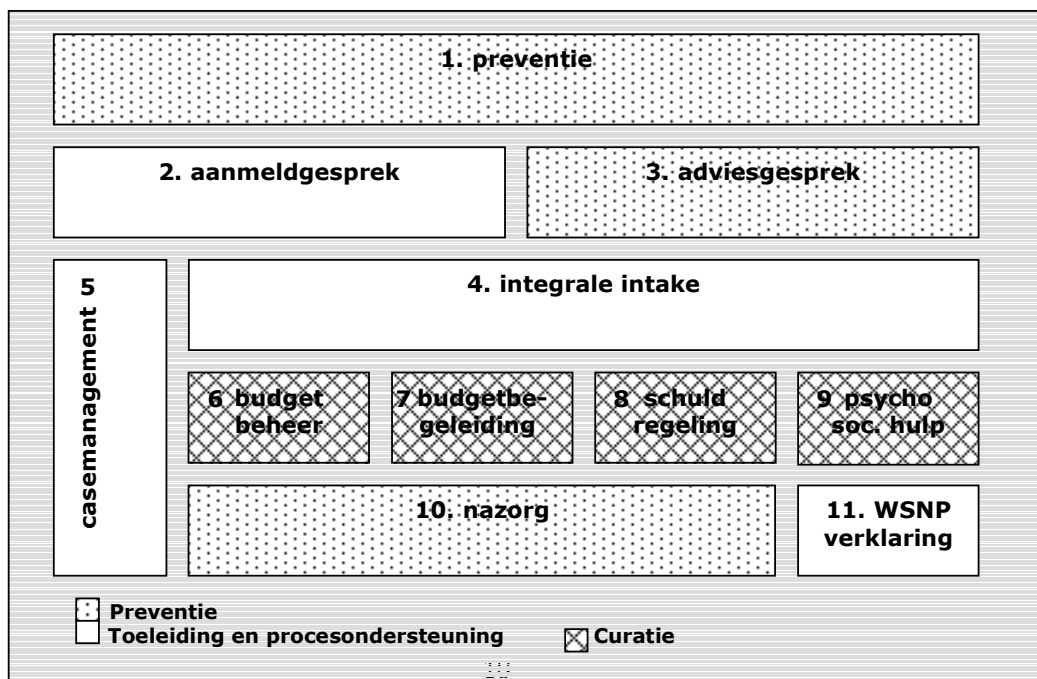 1. preventie
2. aanmeldgesprek
3. adviesgesprek
5
casemanagement
4. integrale intake
6 budget
beheer
7 budgetbe-
geleiding
8 schuld
regeling
9 psycho
soc. hulp
10. nazorg
11. WSNP
verklaring
Preventie
Toeleiding en procesondersteuning
Curatie